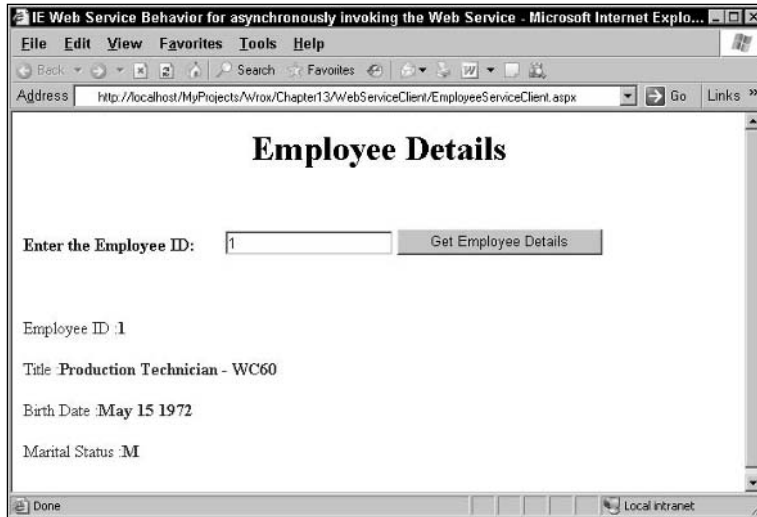 IE Web Service Behavior for asynchronously invoking the Web Service - Microsoft Internet Explo...
File Edit View Favorites Tools Help
Back Search Favorites
Address http://localhost/MyProjects/Wrox/Chapter13/WebServiceClient/EmployeeServiceClient.aspx Go Links »
Employee Details
Enter the Employee ID: 1 Get Employee Details
Employee ID :1
Title :Production Technician - WC60
Birth Date :May 15 1972
Marital Status :M
Done Local intranet